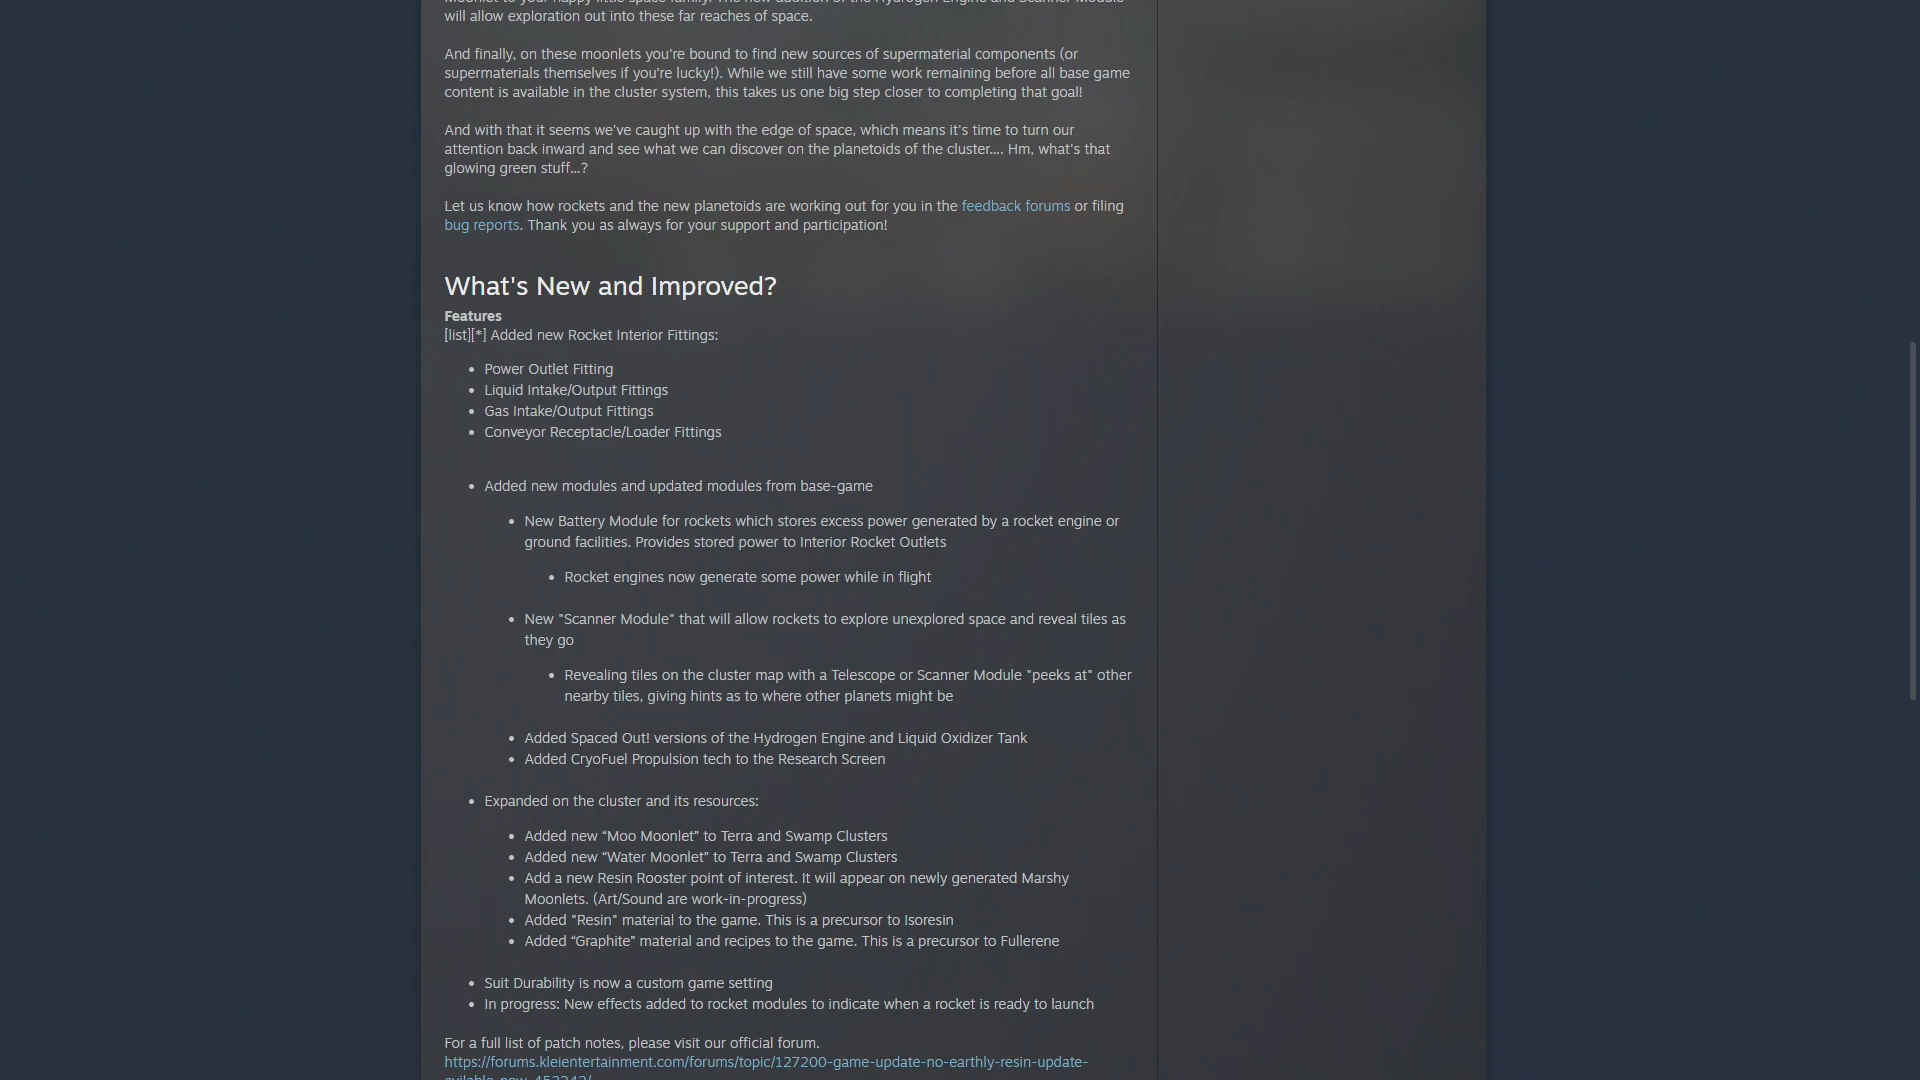 will allow exploration out into these far reaches of space.
And finally, on these moonlets you're bound to find new sources of supermaterial components (or
supermaterials themselves if you're lucky!). While we still have some work remaining before all base game
content is available in the cluster system, this takes us one big step closer to completing that goal!
And with that it seems we've caught up with the edge of space, which means it's time to turn our
attention back inward and see what we can discover on the planetoids of the cluster.... Hm, what's that
glowing green stuff...?
Let us know how rockets and the new planetoids are working out for you in the feedback forums or filing
bug reports. Thank you as always for your support and participation!
What's New and Improved?
Features
[list][*] Added new Rocket Interior Fittings:
• Power Outlet Fitting
• Liquid Intake/Output Fittings
• Gas Intake/Output Fittings
• Conveyor Receptacle/Loader Fittings
• Added new modules and updated modules from base-game
• New Battery Module for rockets which stores excess power generated by a rocket engine or
ground facilities. Provides stored power to Interior Rocket Outlets
• Rocket engines now generate some power while in flight
• New "Scanner Module" that will allow rockets to explore unexplored space and reveal tiles as
they go
• Revealing tiles on the cluster map with a Telescope or Scanner Module "peeks at" other
nearby tiles, giving hints as to where other planets might be
• Added Spaced Out! versions of the Hydrogen Engine and Liquid Oxidizer Tank
• Added CryoFuel Propulsion tech to the Research Screen
• Expanded on the cluster and its resources:
• Added new “Moo Moonlet” to Terra and Swamp Clusters
• Added new “Water Moonlet” to Terra and Swamp Clusters
• Add a new Resin Rooster point of interest. It will appear on newly generated Marshy
Moonlets. (Art/Sound are work-in-progress)
• Added "Resin" material to the game. This is a precursor to Isoresin
• Added “Graphite” material and recipes to the game. This is a precursor to Fullerene
• Suit Durability is now a custom game setting
• In progress: New effects added to rocket modules to indicate when a rocket is ready to launch
For a full list of patch notes, please visit our official forum.
https://forums.kleientertainment.com/forums/topic/127200-game-update-no-earthly-resin-update-